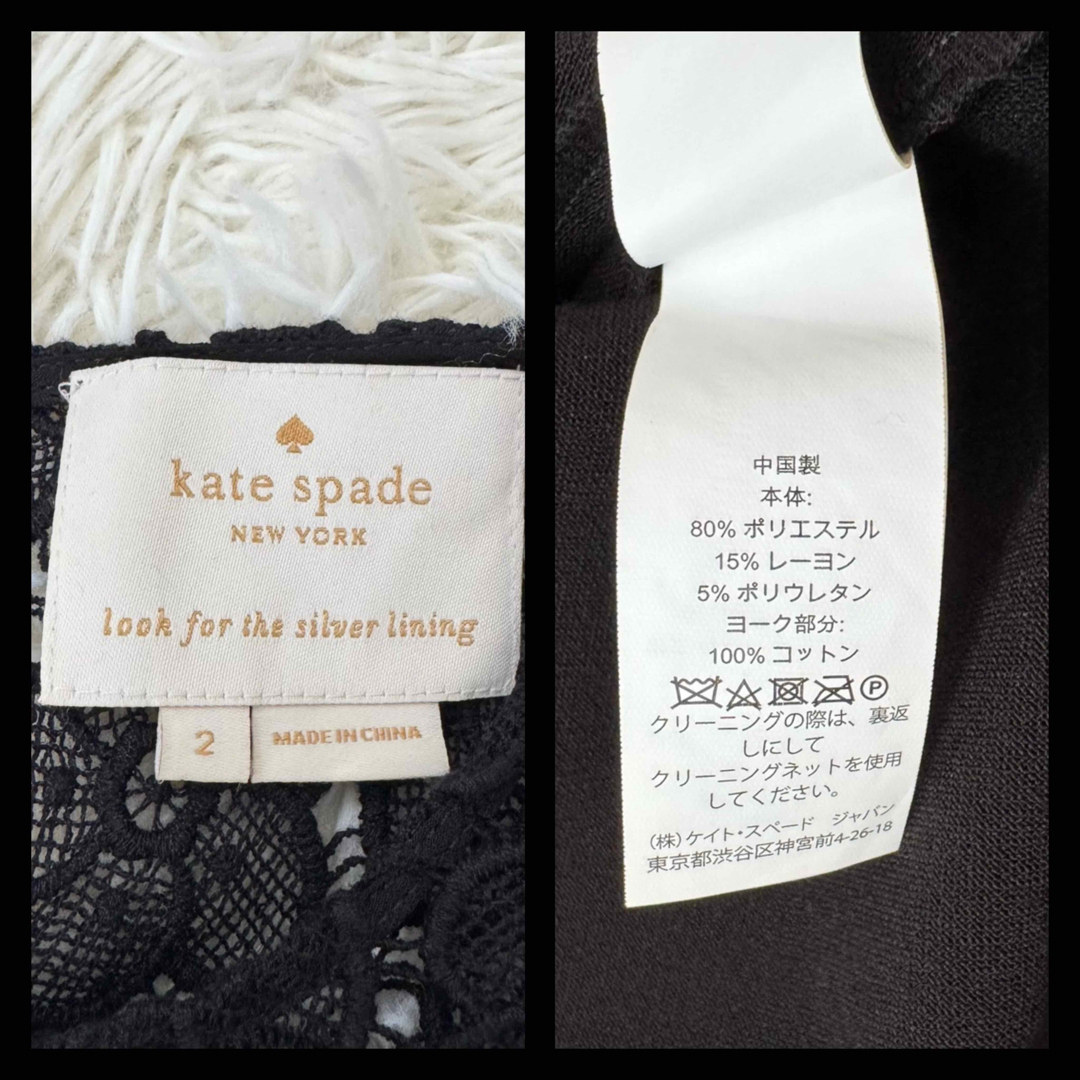 kate spade
NEW YORK
look for the silver lining
2
MADE IN CHINA
中国製
本体:
80% ポリエステル
15% レーヨン
5% ポリウレタン
ヨーク部分:
100% コットン
P
クリーニングの際は、裏返
しにして
クリーニングネットを使用
してください。
(株)ケイト・スペード ジャパン
東京都渋谷区神宮前4-26-18